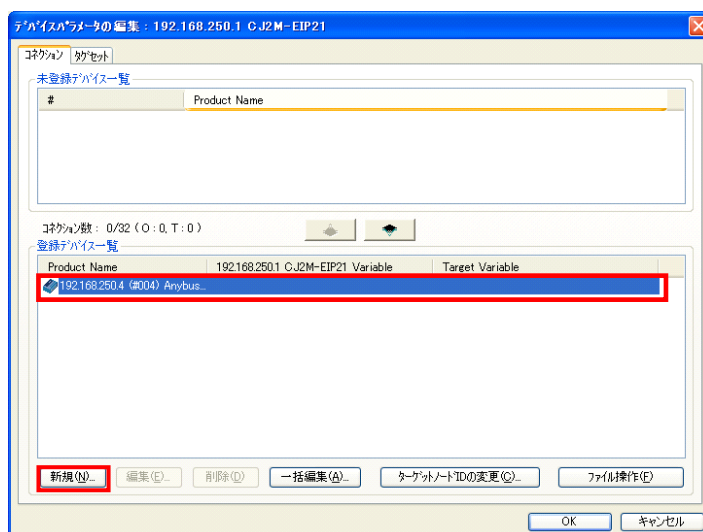 デバイスパラメータの編集 : 192.168.250.1 CJ2M-EIP21
コネクション タグセット
未登録デバイス一覧
# Product Name
コネクション数 : 0/32 ( O : 0, T : 0 )
登録デバイス一覧
Product Name 192.168.250.1 CJ2M-EIP21 Variable Target Variable
192.168.250.4 (#004) Anybus...
新規(N)... 編集(E)... 削除(D) 一括編集(A)... ターゲットノードIDの変更(C)... ファイル操作(F)
OK キャンセル